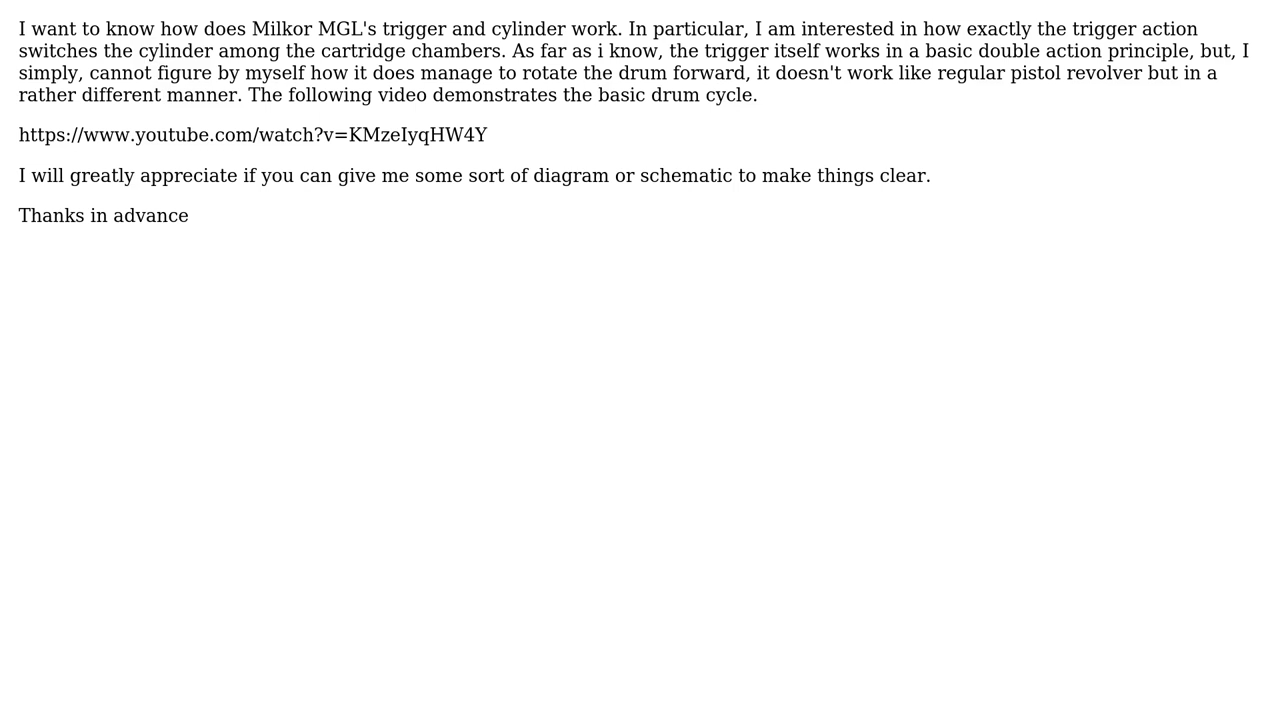 I want to know how does Milkor MGL's trigger and cylinder work. In particular, I am interested in how exactly the trigger action
switches the cylinder among the cartridge chambers. As far as i know, the trigger itself works in a basic double action principle, but, I
simply, cannot figure by myself how it does manage to rotate the drum forward, it doesn't work like regular pistol revolver but in a
rather different manner. The following video demonstrates the basic drum cycle.
https://www.youtube.com/watch?v=KMzeIyqHW4Y
I will greatly appreciate if you can give me some sort of diagram or schematic to make things clear.
Thanks in advance